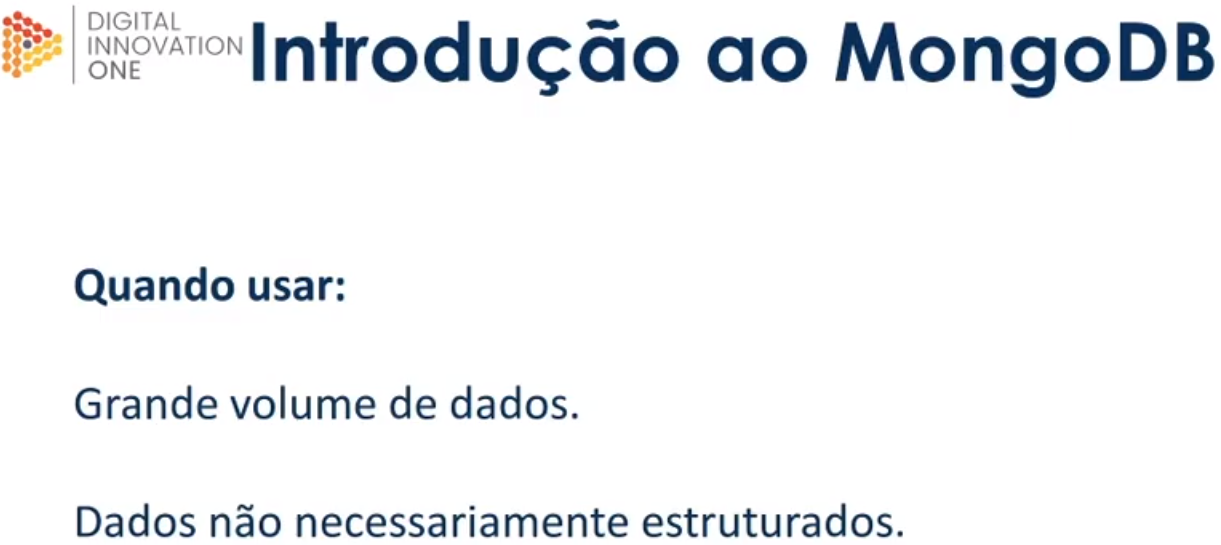 DIGITAL
INNOVATION
ONE
Introdução ao MongoDB
Quando usar:
Grande volume de dados.
Dados não necessariamente estruturados.